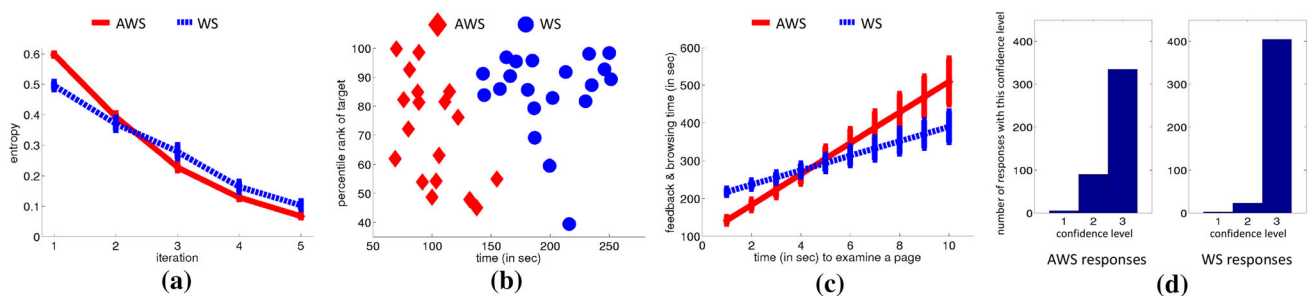 AWS WS
entropy
0.6
0.5
0.4
0.3
0.2
0.1
0
1 2 3 4 5
iteration
(a)
AWS WS
percentile rank of target
100
90
80
70
60
50
40
50 100 150 200 250
time (in sec)
(b)
AWS WS
feedback & browsing time (in sec)
600
500
400
300
200
100
0 2 4 6 8 10
time (in sec) to examine a page
(c)
number of responses with this confidence level
400
300
200
100
0
1 2 3
confidence level
AWS responses
400
300
200
100
0
1 2 3
confidence level
WS responses
(d)